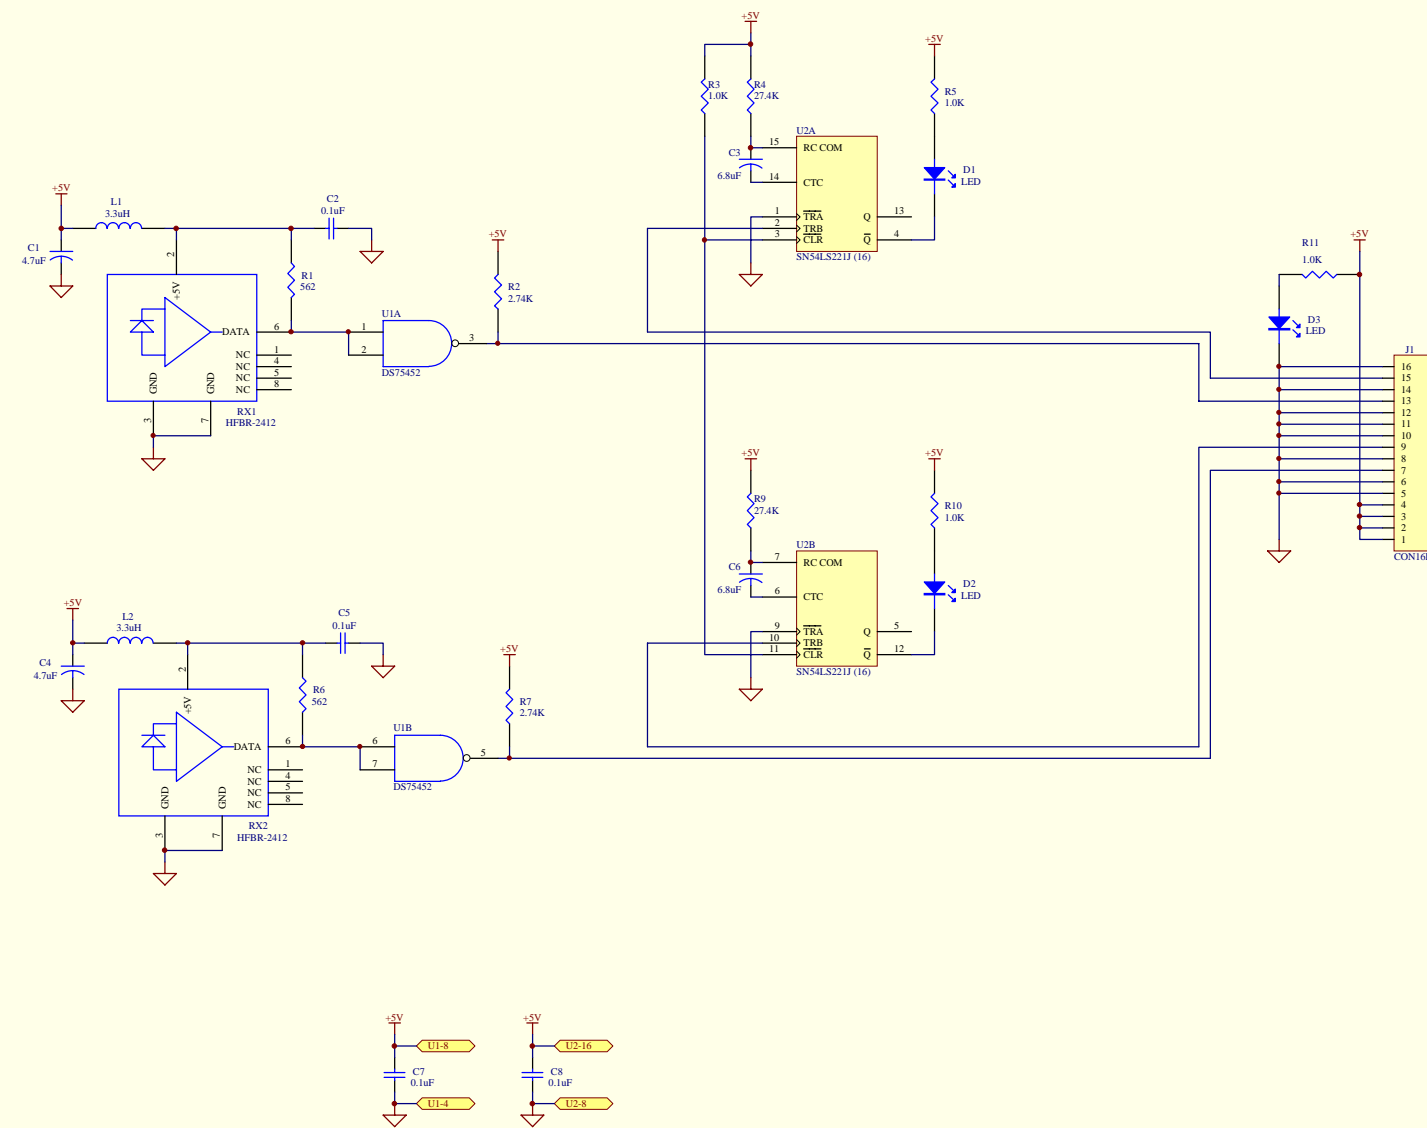 +5V
+5V
R3
1.0K
R4
27.4K
R5
1.0K
U2A
15
RC COM
C3
6.8uF
14
CTC
D1
LED
1
TRA
Q
13
2
TRB
3
CLR
Q
4
SN54LS221J (16)
+5V
L1
3.3uH
C2
0.1uF
C1
4.7uF
2
+5V
R1
562
+5V
R2
2.74K
U1A
DATA
6
1
2
3
DS75452
NC
1
NC
4
NC
5
NC
8
GND
GND
3
7
RX1
HFBR-2412
R11
1.0K
+5V
D3
LED
J1
16
15
14
13
12
11
10
9
8
7
6
5
4
3
2
1
+5V
+5V
R9
27.4K
R10
1.0K
U2B
7
RC COM
C6
6.8uF
6
CTC
D2
LED
9
TRA
Q
5
10
TRB
11
CLR
Q
12
SN54LS221J (16)
+5V
L2
3.3uH
C5
0.1uF
C4
4.7uF
2
+5V
R6
562
+5V
R7
2.74K
U1B
DATA
6
6
7
5
DS75452
NC
1
NC
4
NC
5
NC
8
GND
GND
3
7
RX2
HFBR-2412
+5V
+5V
U1-8
U2-16
C7
0.1uF
C8
0.1uF
U1-4
U2-8